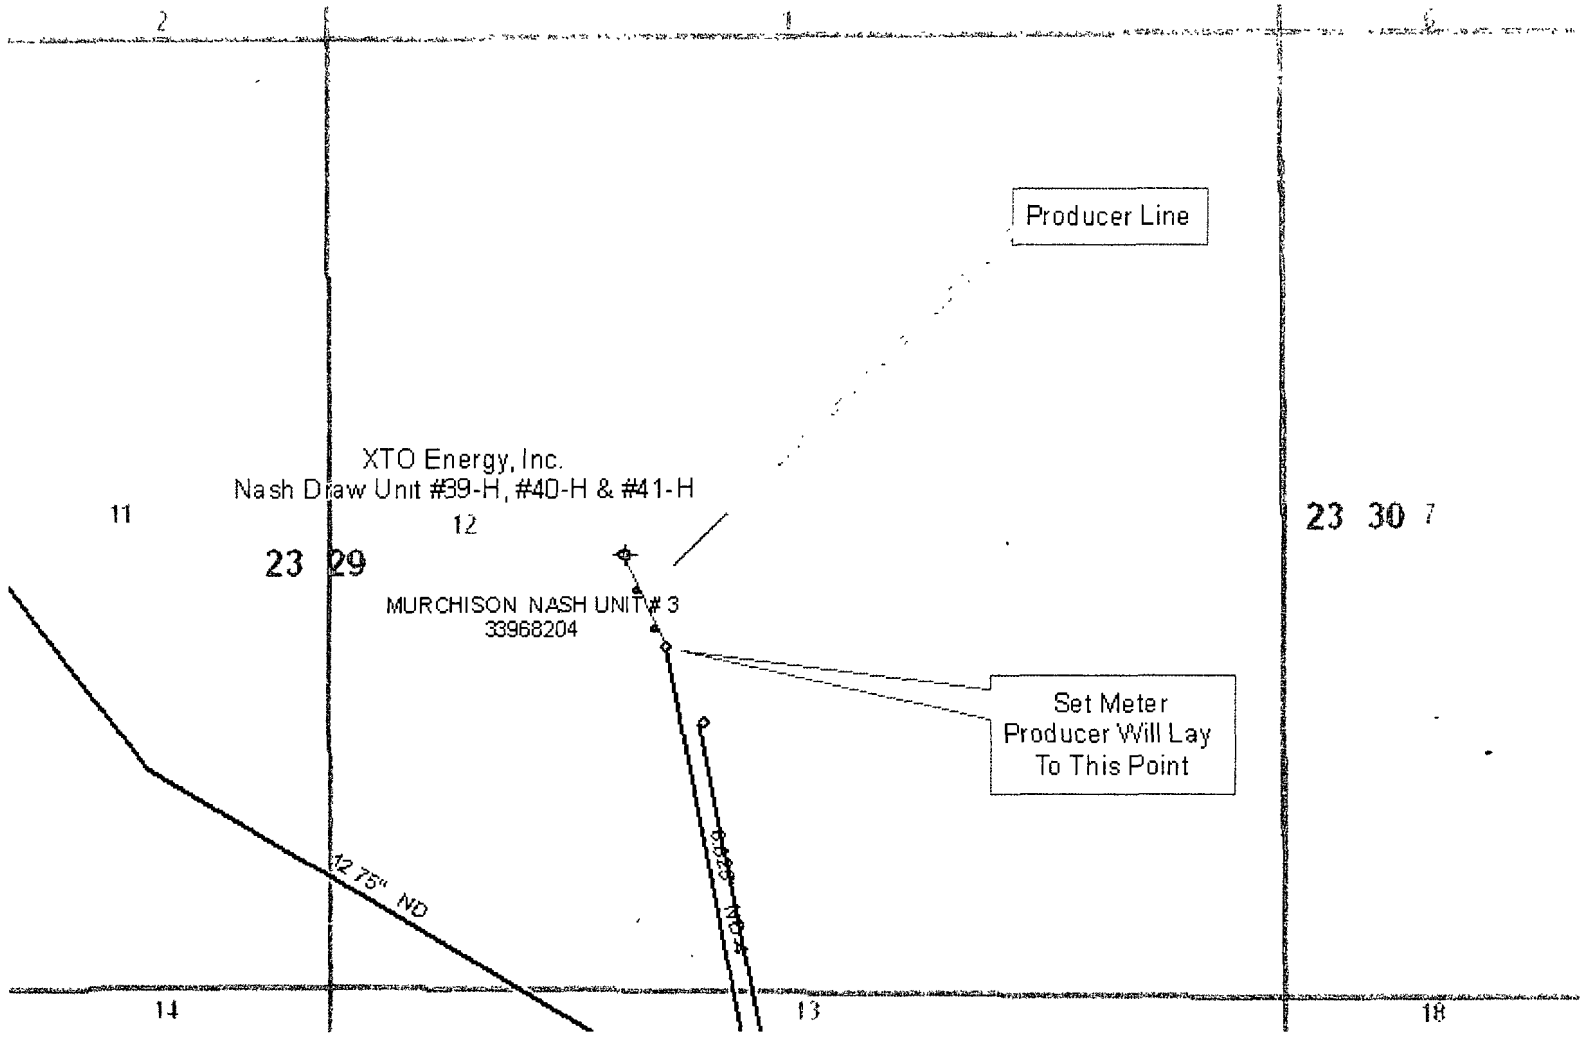 2
1
6
Producer Line
XTO Energy, Inc.
Nash Draw Unit #39-H, #40-H & #41-H
11
12
23 30 7
23 29
MURCHISON NASH UNIT # 3
33968204
Set Meter
Producer Will Lay
To This Point
12 75" ND
6.625
14
13
18